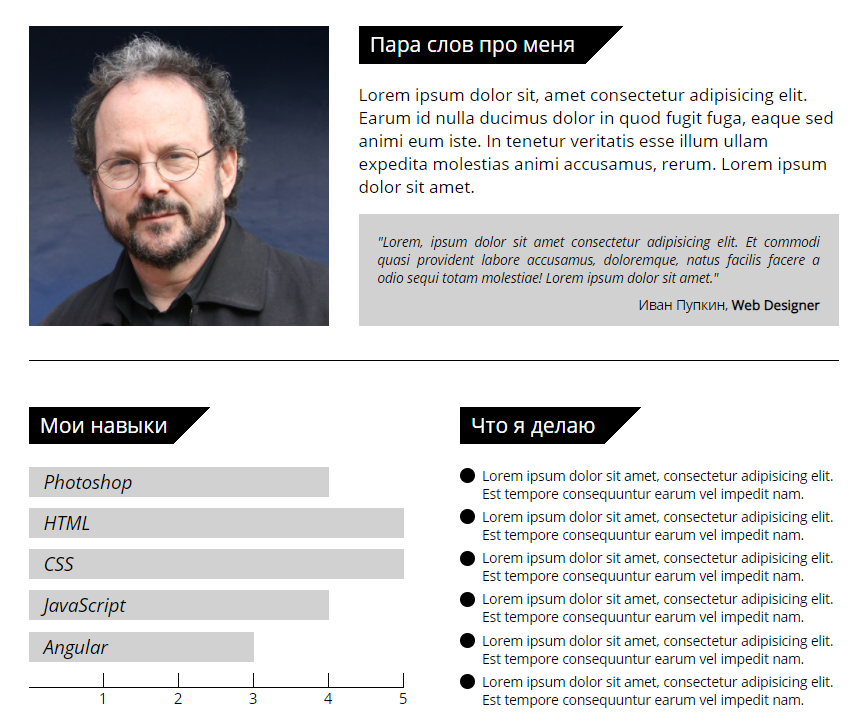 Пара слов про меня
Lorem ipsum dolor sit, amet consectetur adipisicing elit.
Earum id nulla ducimus dolor in quod fugit fuga, eaque sed
animi eum iste. In tenetur veritatis esse illum ullam
expedita molestias animi accusamus, rerum. Lorem ipsum
dolor sit amet.
"Lorem, ipsum dolor sit amet consectetur adipisicing elit. Et commodi
quasi provident labore accusamus, doloremque, natus facilis facere a
odio sequi totam molestiae! Lorem ipsum dolor sit amet."
Иван Пупкин, Web Designer
Мои навыки
Photoshop
HTML
CSS
JavaScript
Angular
1 2 3 4 5
Что я делаю
Lorem ipsum dolor sit amet, consectetur adipisicing elit.
Est tempore consequuntur earum vel impedit nam.
Lorem ipsum dolor sit amet, consectetur adipisicing elit.
Est tempore consequuntur earum vel impedit nam.
Lorem ipsum dolor sit amet, consectetur adipisicing elit.
Est tempore consequuntur earum vel impedit nam.
Lorem ipsum dolor sit amet, consectetur adipisicing elit.
Est tempore consequuntur earum vel impedit nam.
Lorem ipsum dolor sit amet, consectetur adipisicing elit.
Est tempore consequuntur earum vel impedit nam.
Lorem ipsum dolor sit amet, consectetur adipisicing elit.
Est tempore consequuntur earum vel impedit nam.